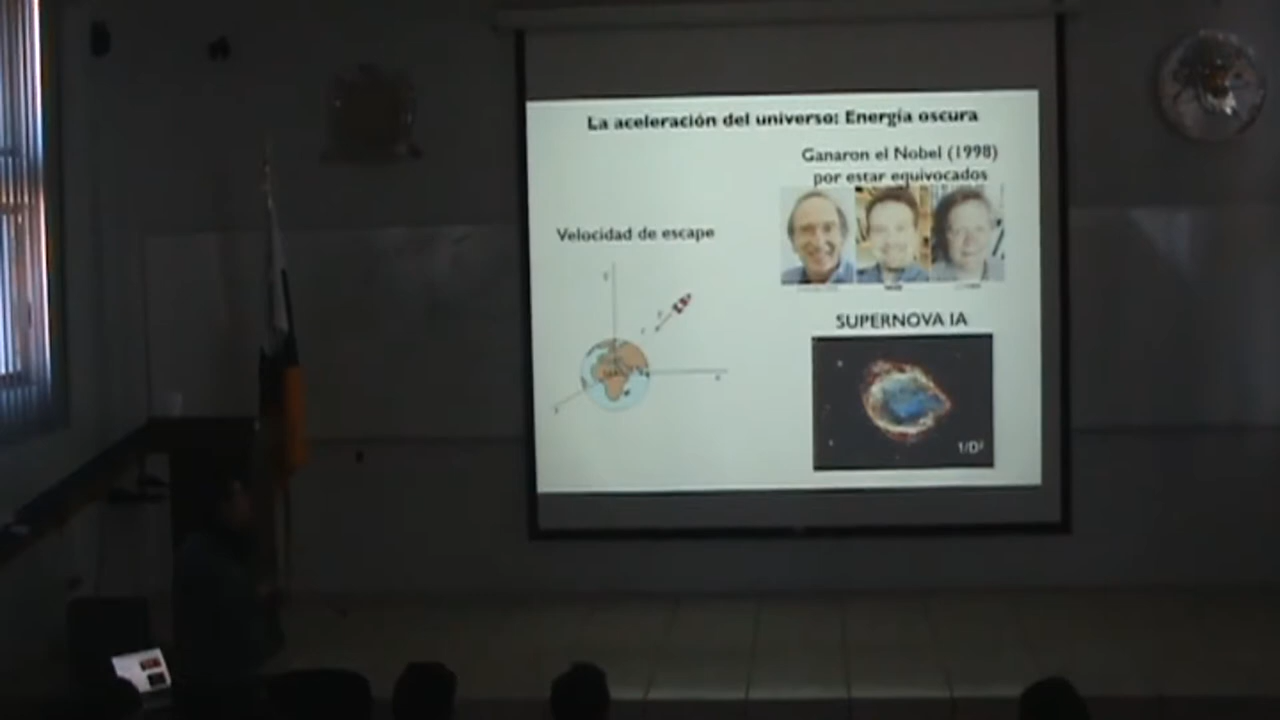 La aceleración del universo: Energía oscura
Ganaron el Nobel (1998)
por estar equivocados
Velocidad de escape
SUPERNOVA IA
1/D²